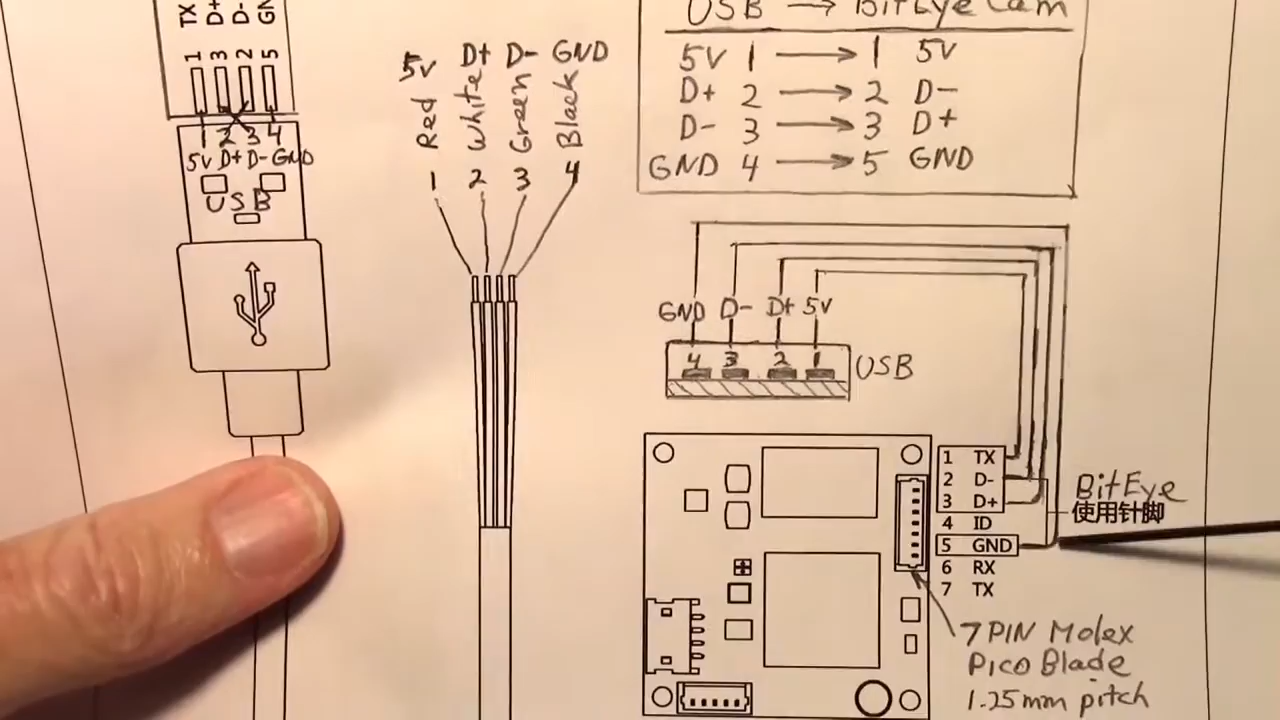 TX D+ D- GND
1 3 2 5
1 2 3 4
5V D+ D- GND
USB
5V D+ D- GND
Red White Green Black
1 2 3 4
USB → BitEye Cam
5V 1 → 1 5V
D+ 2 → 2 D-
D- 3 → 3 D+
GND 4 → 5 GND
GND D- D+ 5V
4 3 2 1
USB
1 TX
2 D-
3 D+
4 ID
5 GND
6 RX
7 TX
BitEye
使用针脚
7 PIN Molex
Pico Blade
1.25mm pitch